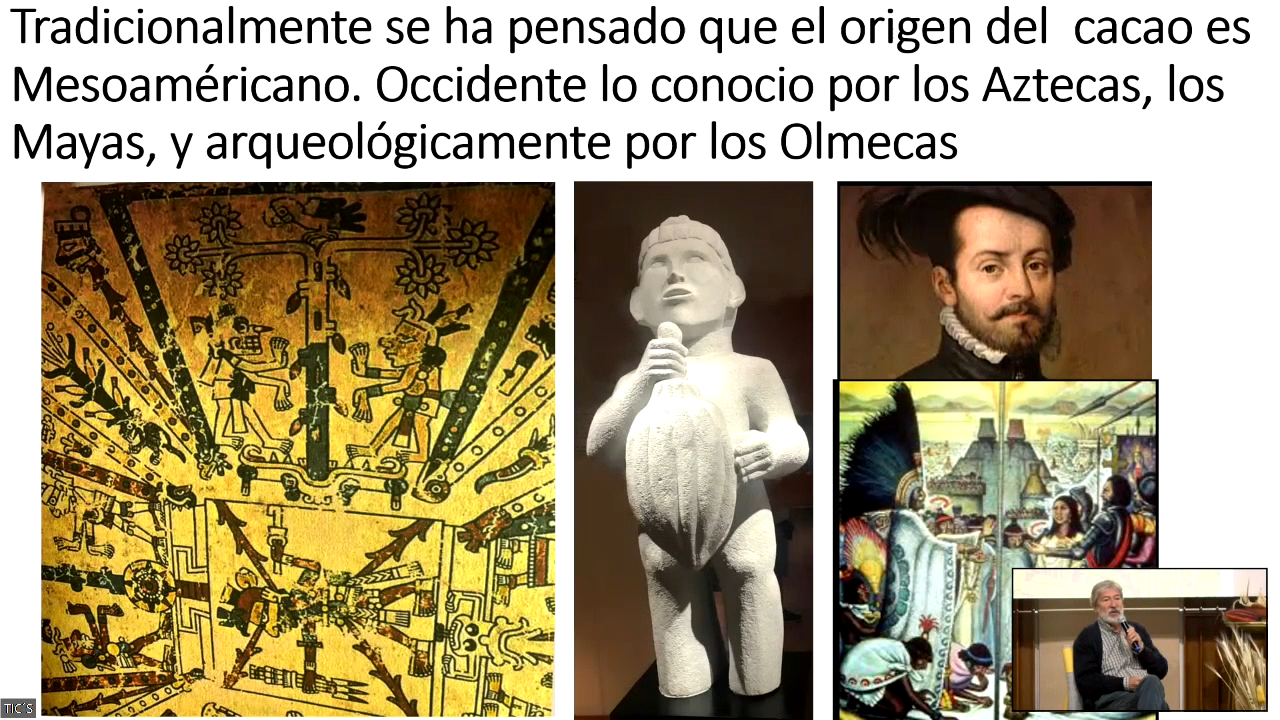 Tradicionalmente se ha pensado que el origen del  cacao es
Mesoaméricano. Occidente lo conocio por los Aztecas, los
Mayas, y arqueológicamente por los Olmecas
TIC´S